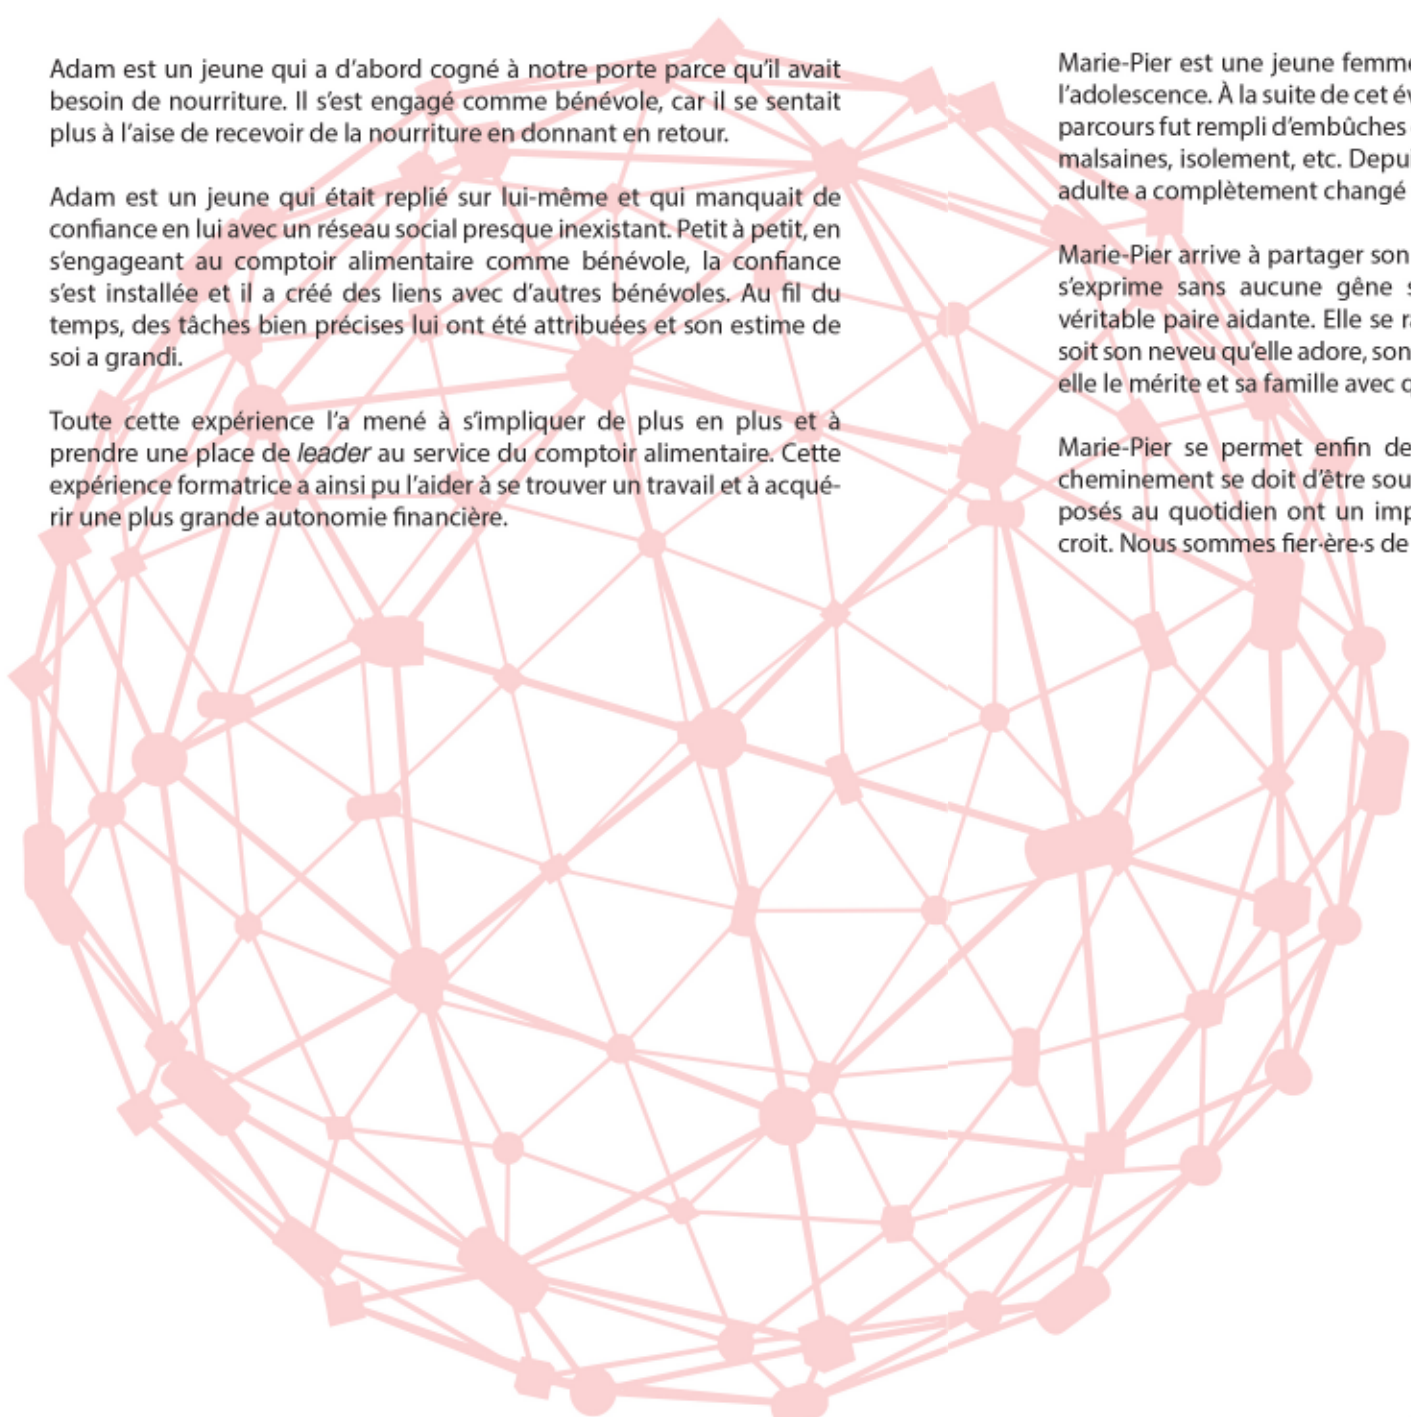 Adam est un jeune qui a d’abord cogné à notre porte parce qu’il avait
besoin de nourriture. Il s’est engagé comme bénévole, car il se sentait
plus à l’aise de recevoir de la nourriture en donnant en retour.
Adam est un jeune qui était replié sur lui-même et qui manquait de
confiance en lui avec un réseau social presque inexistant. Petit à petit, en
s’engageant au comptoir alimentaire comme bénévole, la confiance
s’est installée et il a créé des liens avec d’autres bénévoles. Au fil du
temps, des tâches bien précises lui ont été attribuées et son estime de
soi a grandi.
Toute cette expérience l’a mené à s’impliquer de plus en plus et à
prendre une place de leader au service du comptoir alimentaire. Cette
expérience formatrice a ainsi pu l’aider à se trouver un travail et à acqué-
rir une plus grande autonomie financière.
Marie-Pier est une jeune femme
l’adolescence. À la suite de cet
parcours fut rempli d’embûches
malsaines, isolement, etc.
adulte a complètement changé
Marie-Pier arrive à partager son
s’exprime sans aucune gêne
véritable paire aidante. Elle se
soit son neveu qu’elle adore, son
elle le mérite et sa famille avec
Marie-Pier se permet enfin de
cheminement se doit d’être
posés au quotidien ont un
croit. Nous sommes fier·ère·s de